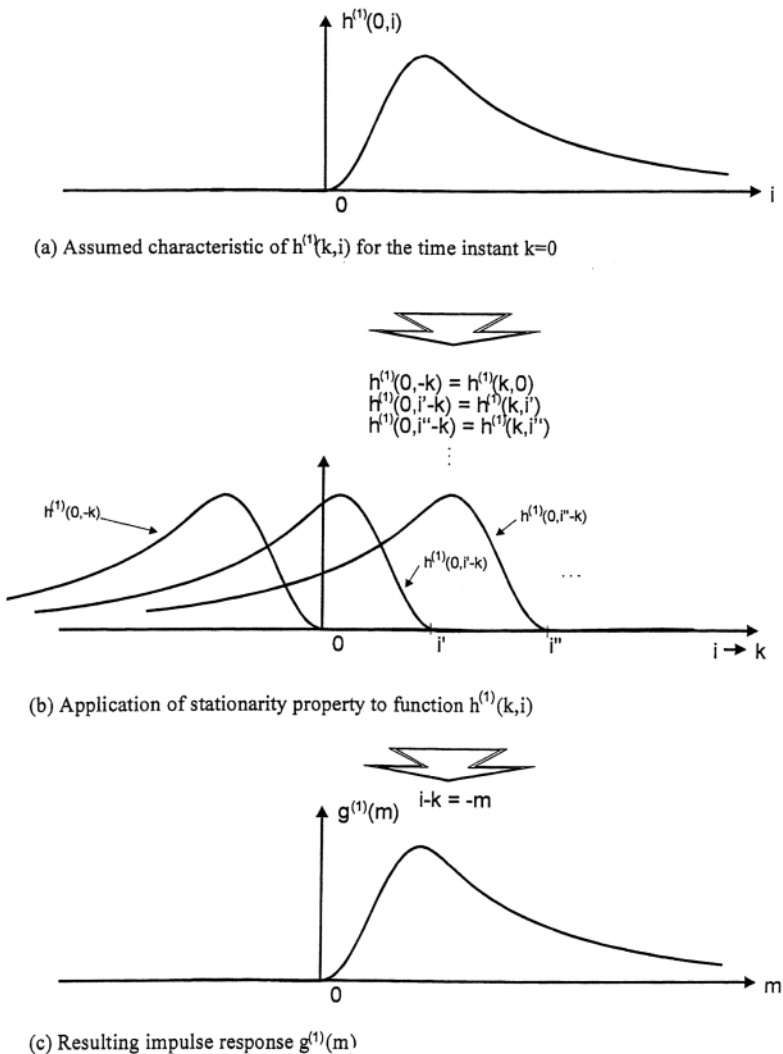 h⁽¹⁾(0,i)
0
i
(a) Assumed characteristic of h⁽¹⁾(k,i) for the time instant k=0
h⁽¹⁾(0,-k) = h⁽¹⁾(k,0)
h⁽¹⁾(0,i'-k) = h⁽¹⁾(k,i')
h⁽¹⁾(0,i''-k) = h⁽¹⁾(k,i'')
⋮
h⁽¹⁾(0,-k)
h⁽¹⁾(0,i''-k)
h⁽¹⁾(0,i'-k)
...
0
i'
i''
i → k
(b) Application of stationarity property to function h⁽¹⁾(k,i)
i-k = -m
g⁽¹⁾(m)
0
m
(c) Resulting impulse response g⁽¹⁾(m)